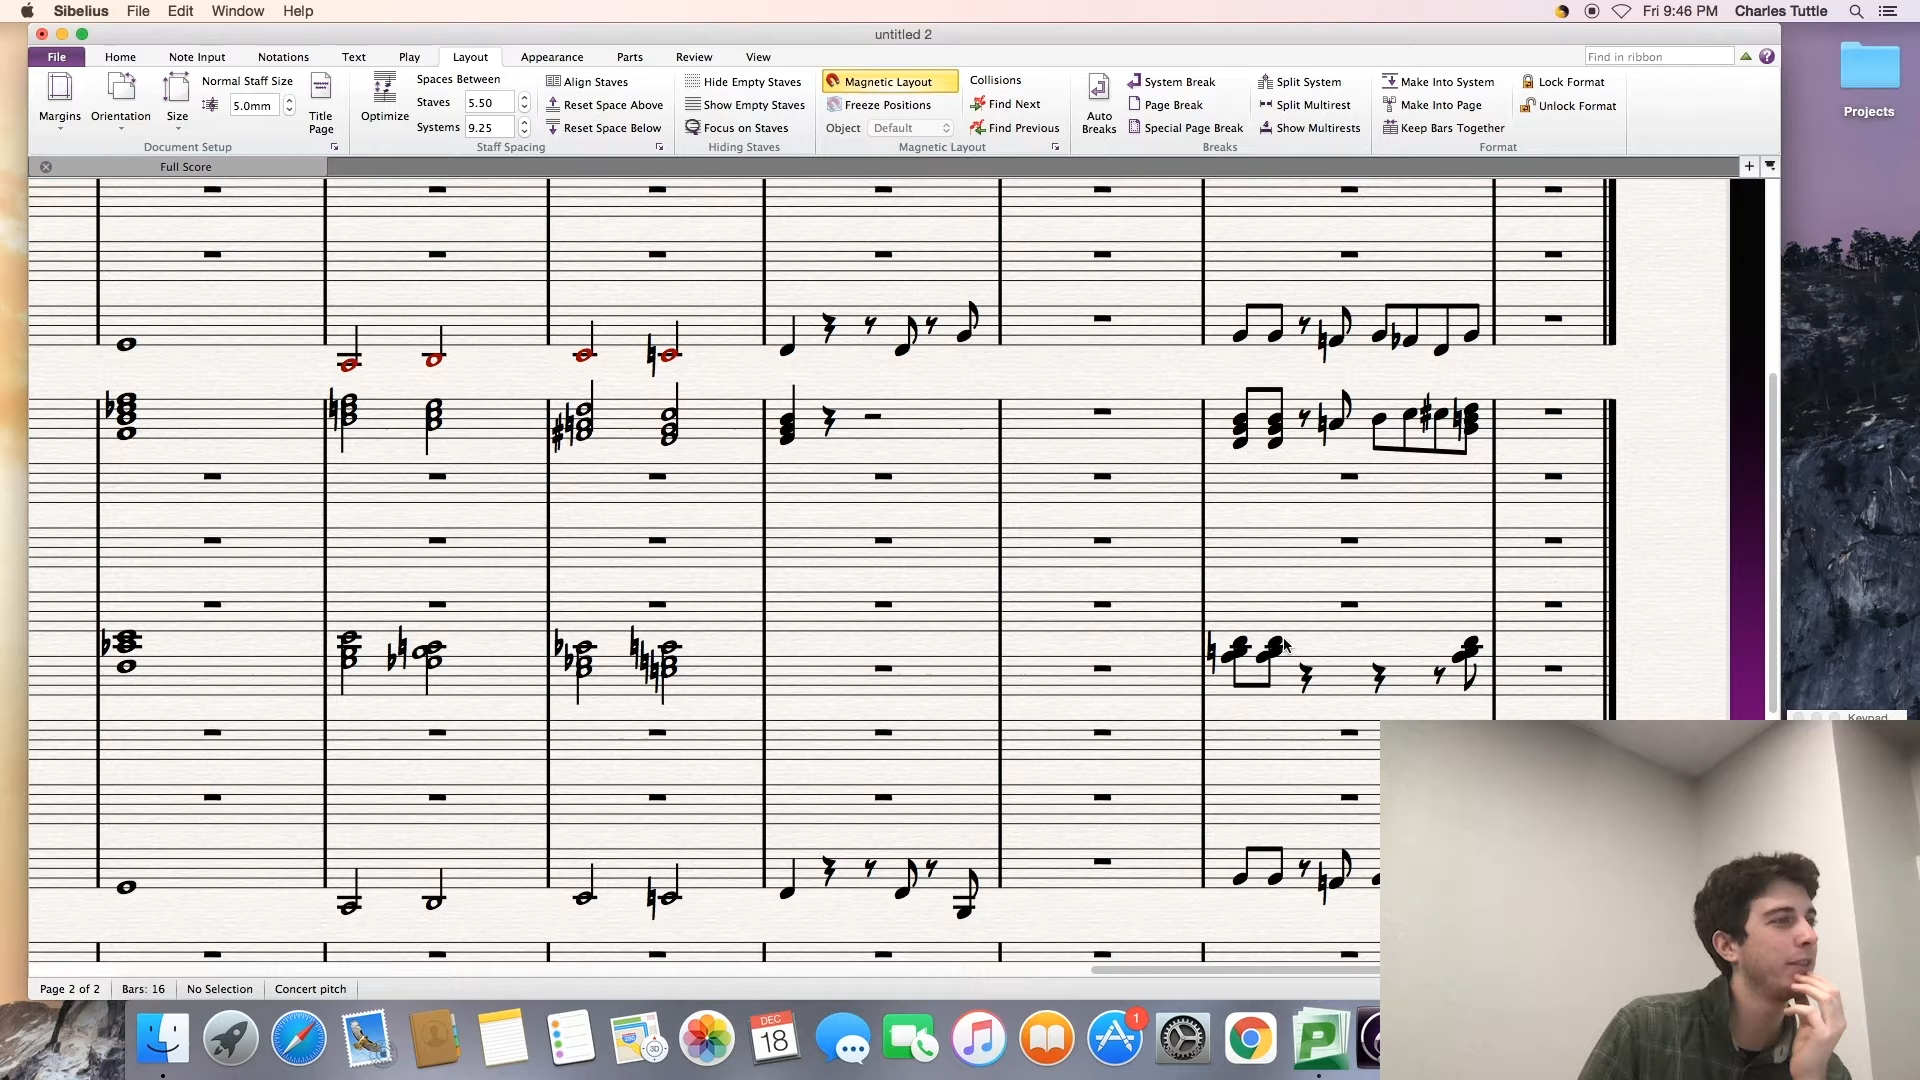 Sibelius File Edit Window Help Fri 9:46 PM Charles Tuttle
untitled 2
File Home Note Input Notations Text Play Layout Appearance Parts Review View Find in ribbon
Margins Orientation Size Normal Staff Size 5.0mm Title Page Document Setup
Optimize Spaces Between Staves 5.50 Systems 9.25 Align Staves Reset Space Above Reset Space Below Staff Spacing
Hide Empty Staves Show Empty Staves Focus on Staves Hiding Staves
Magnetic Layout Freeze Positions Object Default Collisions Find Next Find Previous Magnetic Layout
Auto Breaks System Break Page Break Special Page Break Split System Split Multirest Show Multirests Breaks
Make Into System Make Into Page Keep Bars Together Lock Format Unlock Format Format
Projects
Full Score
Keypad
Page 2 of 2 Bars: 16 No Selection Concert pitch
DEC
18
280
3D
1
P